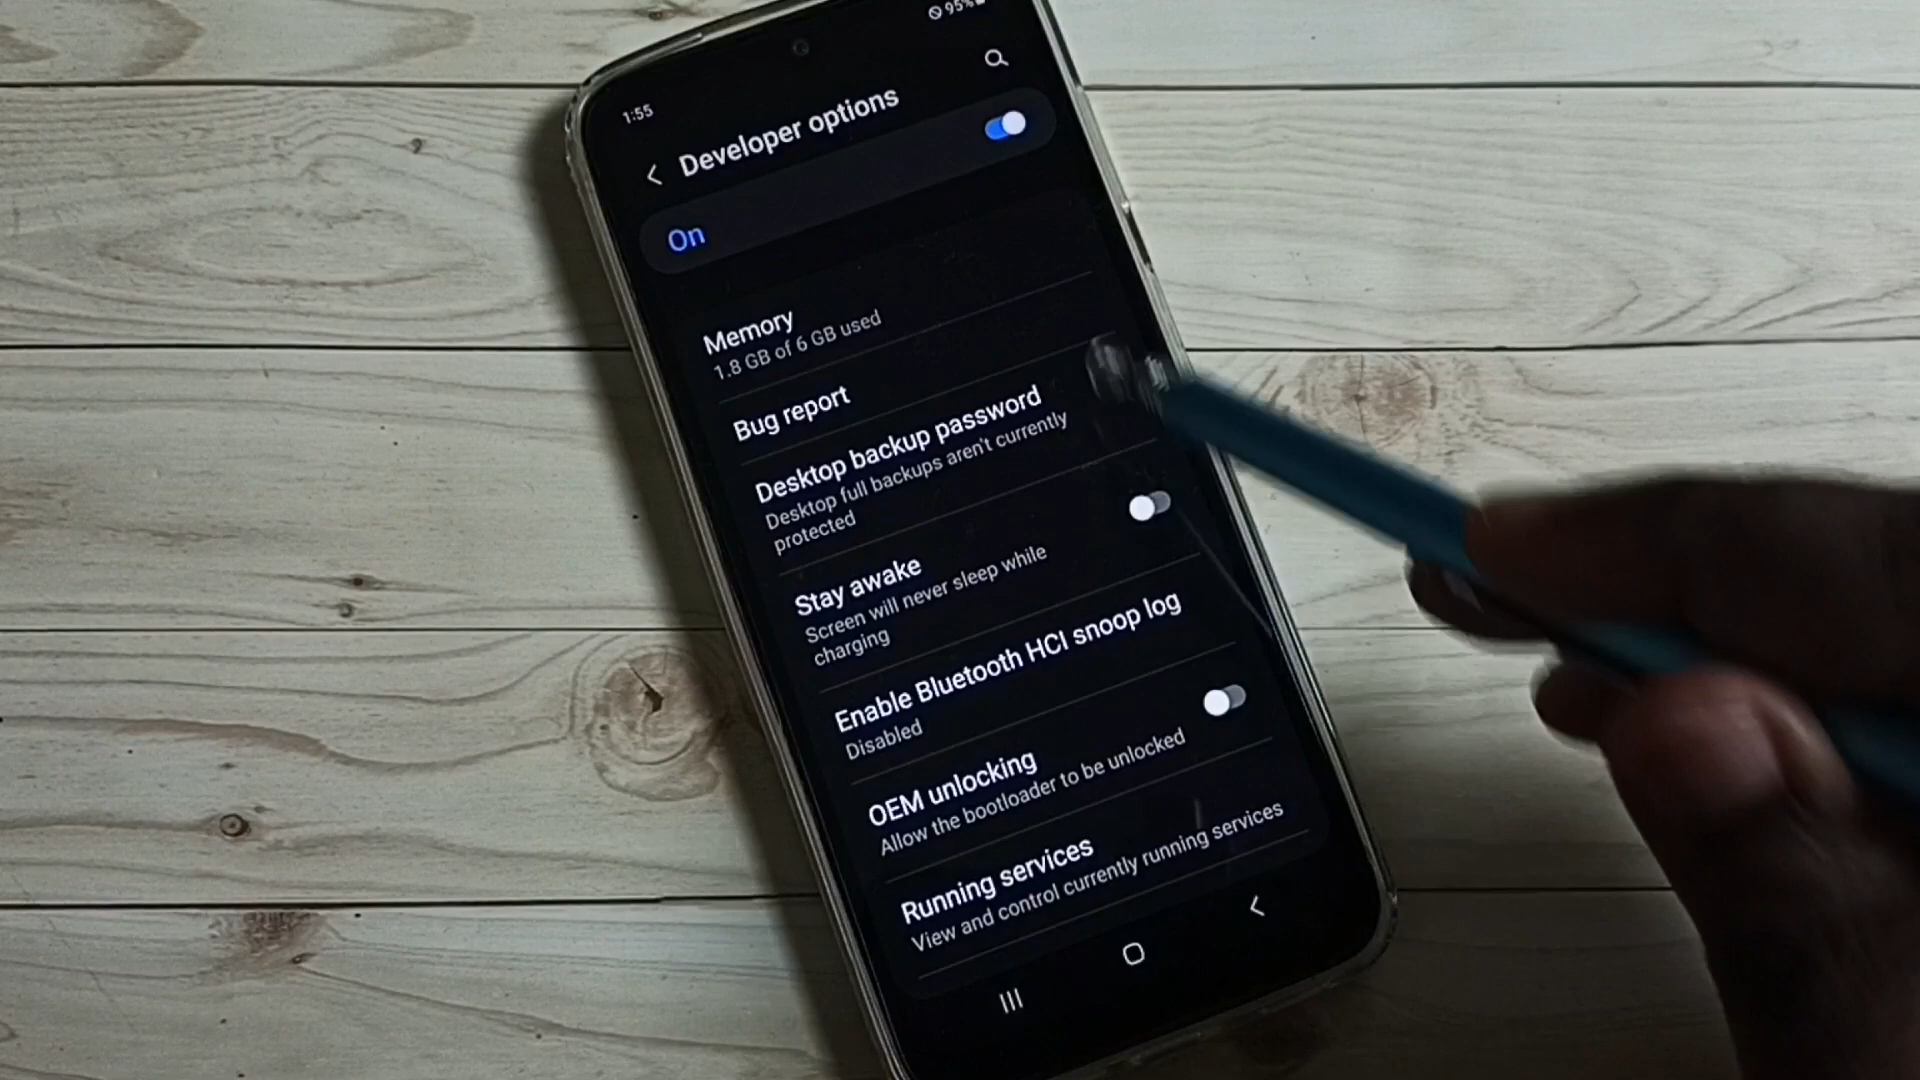 95%
1:55
Developer options
On
Memory
1.8 GB of 6 GB used
Bug report
Desktop backup password
Desktop full backups aren't currently
protected
Stay awake
Screen will never sleep while
charging
Enable Bluetooth HCI snoop log
Disabled
OEM unlocking
Allow the bootloader to be unlocked
Running services
View and control currently running services